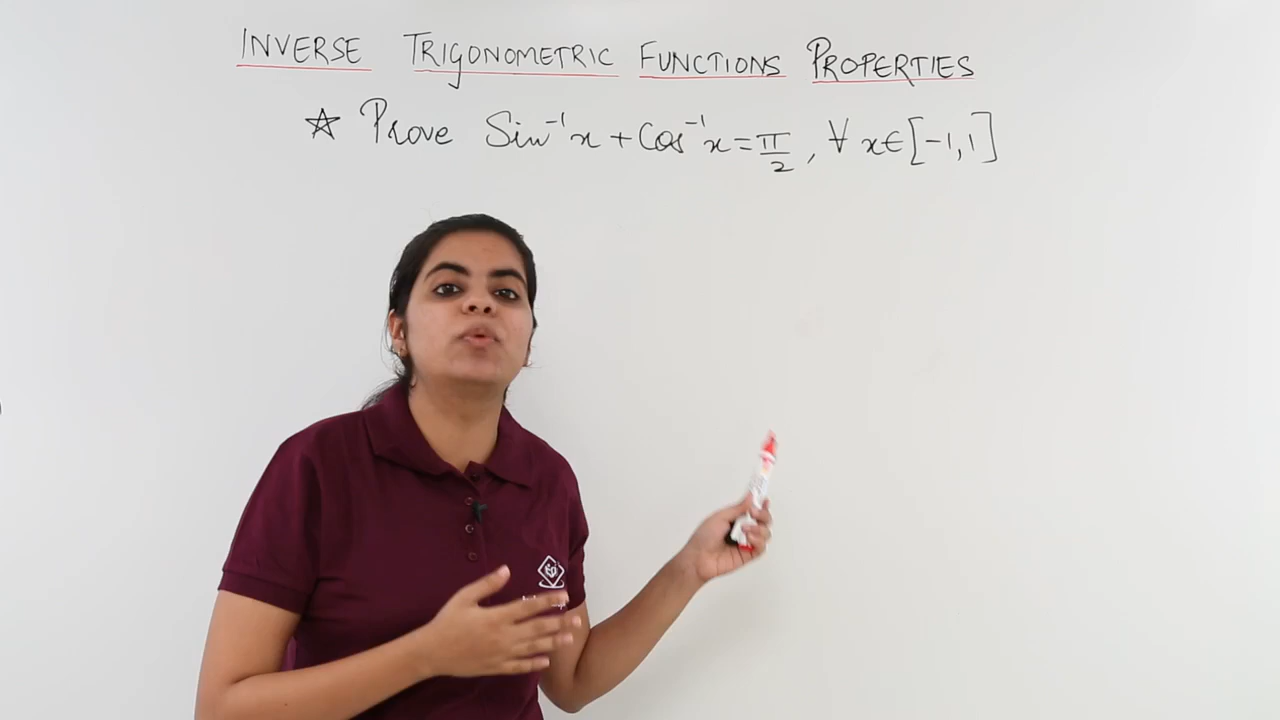 INVERSE TRIGONOMETRIC FUNCTIONS PROPERTIES
☆ Prove Sin⁻¹x + Cos⁻¹x = π/2, ∀ x∈[-1,1]